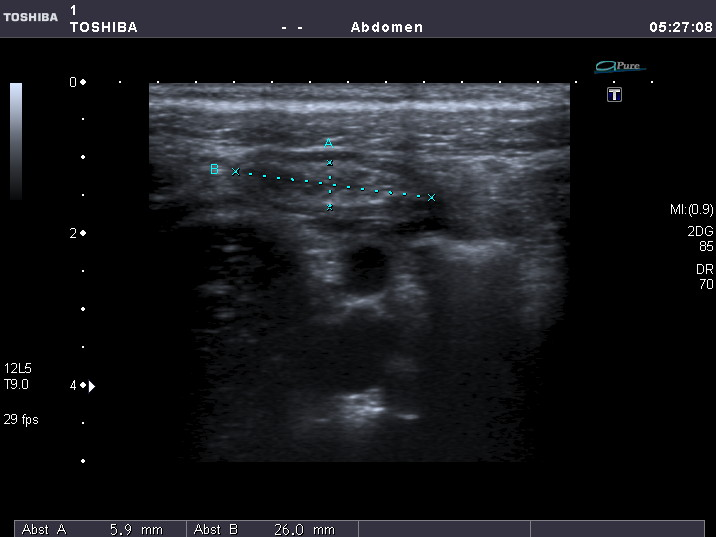 TOSHIBA
1
TOSHIBA - - Abdomen 05:27:08
Pure
T
0
A
B
MI:(0.9)
2
2DG
85
DR
70
12L5
T9.0
4
29 fps
Abst A 5.9 mm Abst B 26.0 mm